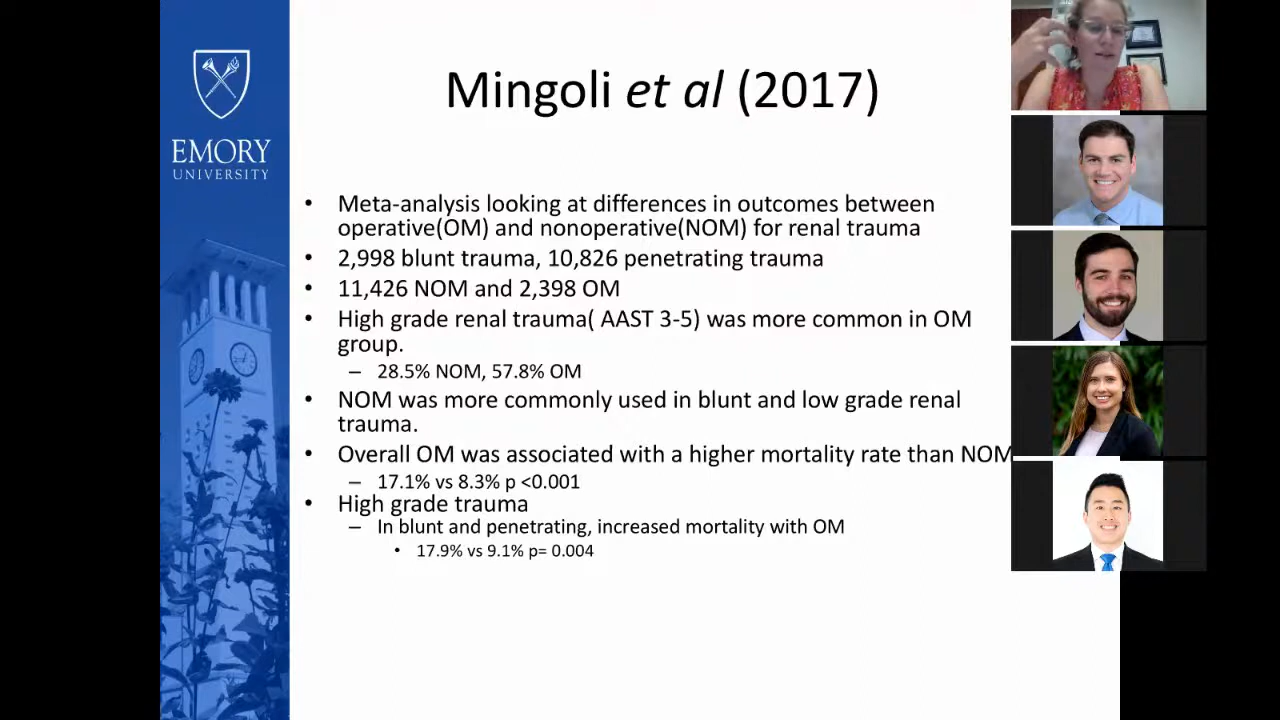 EMORY
UNIVERSITY
Mingoli et al (2017)
• Meta-analysis looking at differences in outcomes between
operative(OM) and nonoperative(NOM) for renal trauma
• 2,998 blunt trauma, 10,826 penetrating trauma
• 11,426 NOM and 2,398 OM
• High grade renal trauma( AAST 3-5) was more common in OM
group.
– 28.5% NOM, 57.8% OM
• NOM was more commonly used in blunt and low grade renal
trauma.
• Overall OM was associated with a higher mortality rate than NOM
– 17.1% vs 8.3% p <0.001
• High grade trauma
– In blunt and penetrating, increased mortality with OM
• 17.9% vs 9.1% p= 0.004